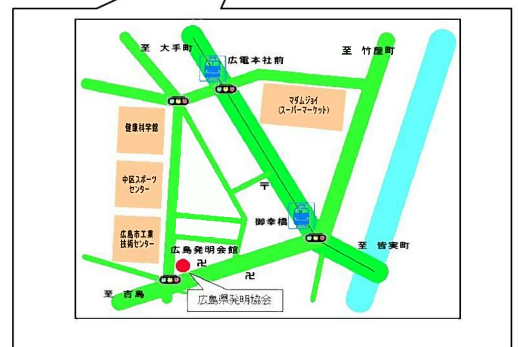 至 大手町
広電本社前
至 竹屋町
マダムジョイ
(スーパーマーケット)
健康科学館
中区スポーツ
センター
〒
御幸橋
広島市工業
技術センター
広島発明会館
至 皆実町
卍
卍
至 吉島
広島県発明協会